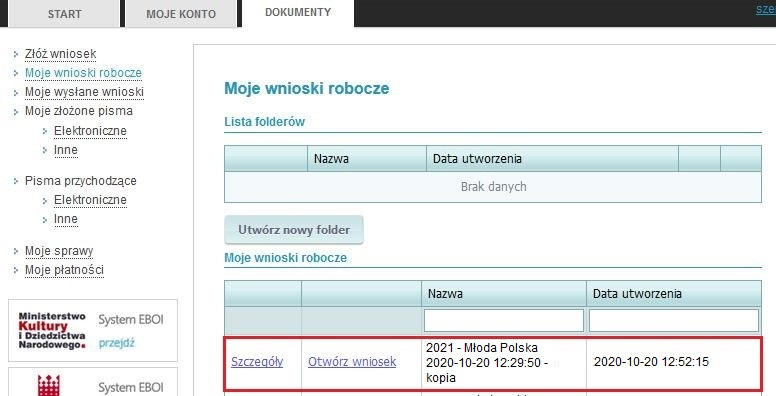 START
MOJE KONTO
DOKUMENTY
Złóż wniosek
Moje wnioski robocze
Moje wysłane wnioski
Moje złożone pisma
Elektroniczne
Inne
Pisma przychodzące
Elektroniczne
Inne
Moje sprawy
Moje płatności
Ministerstwo
Kultury
i Dziedzictwa
Narodowego.
System EBOI
przejdź
System EBOI
Moje wnioski robocze
Lista folderów
Nazwa
Data utworzenia
Brak danych
Utwórz nowy folder
Moje wnioski robocze
Nazwa
Data utworzenia
Szczegóły
Otwórz wniosek
2021 - Młoda Polska
2020-10-20 12:29:50 -
kopia
2020-10-20 12:52:15